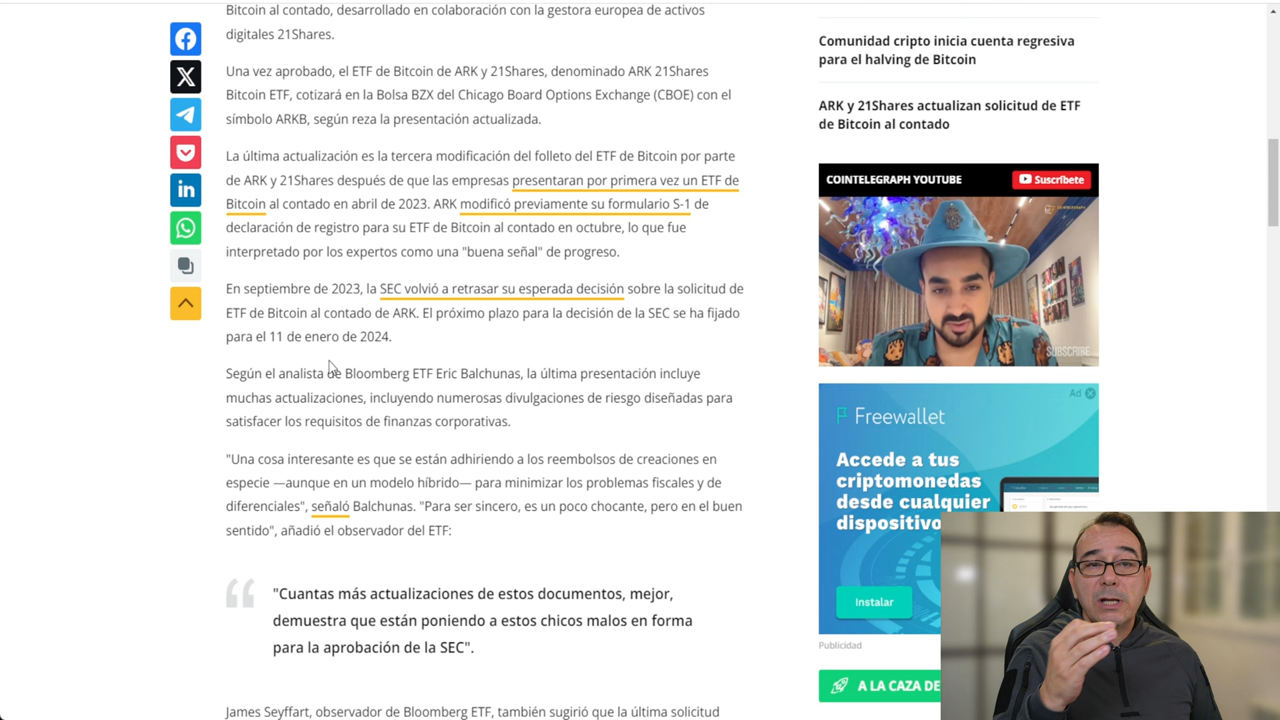 Bitcoin al contado, desarrollado en colaboración con la gestora europea de activos
digitales 21Shares.
Una vez aprobado, el ETF de Bitcoin de ARK y 21Shares, denominado ARK 21Shares
Bitcoin ETF, cotizará en la Bolsa BZX del Chicago Board Options Exchange (CBOE) con el
símbolo ARKB, según reza la presentación actualizada.
La última actualización es la tercera modificación del folleto del ETF de Bitcoin por parte
de ARK y 21Shares después de que las empresas presentaran por primera vez un ETF de
Bitcoin al contado en abril de 2023. ARK modificó previamente su formulario S-1 de
declaración de registro para su ETF de Bitcoin al contado en octubre, lo que fue
interpretado por los expertos como una "buena señal" de progreso.
En septiembre de 2023, la SEC volvió a retrasar su esperada decisión sobre la solicitud de
ETF de Bitcoin al contado de ARK. El próximo plazo para la decisión de la SEC se ha fijado
para el 11 de enero de 2024.
Según el analista de Bloomberg ETF Eric Balchunas, la última presentación incluye
muchas actualizaciones, incluyendo numerosas divulgaciones de riesgo diseñadas para
satisfacer los requisitos de finanzas corporativas.
"Una cosa interesante es que se están adhiriendo a los reembolsos de creaciones en
especie —aunque en un modelo híbrido— para minimizar los problemas fiscales y de
diferenciales", señaló Balchunas. "Para ser sincero, es un poco chocante, pero en el buen
sentido", añadió el observador del ETF:
"Cuantas más actualizaciones de estos documentos, mejor,
demuestra que están poniendo a estos chicos malos en forma
para la aprobación de la SEC".
James Seyffart, observador de Bloomberg ETF, también sugirió que la última solicitud
Comunidad cripto inicia cuenta regresiva
para el halving de Bitcoin
ARK y 21Shares actualizan solicitud de ETF
de Bitcoin al contado
COINTELEGRAPH YOUTUBE
Suscríbete
SUBSCRIBE
Ad
Freewallet
Accede a tus
criptomonedas
desde cualquier
dispositivo
Instalar
Publicidad
A LA CAZA DE